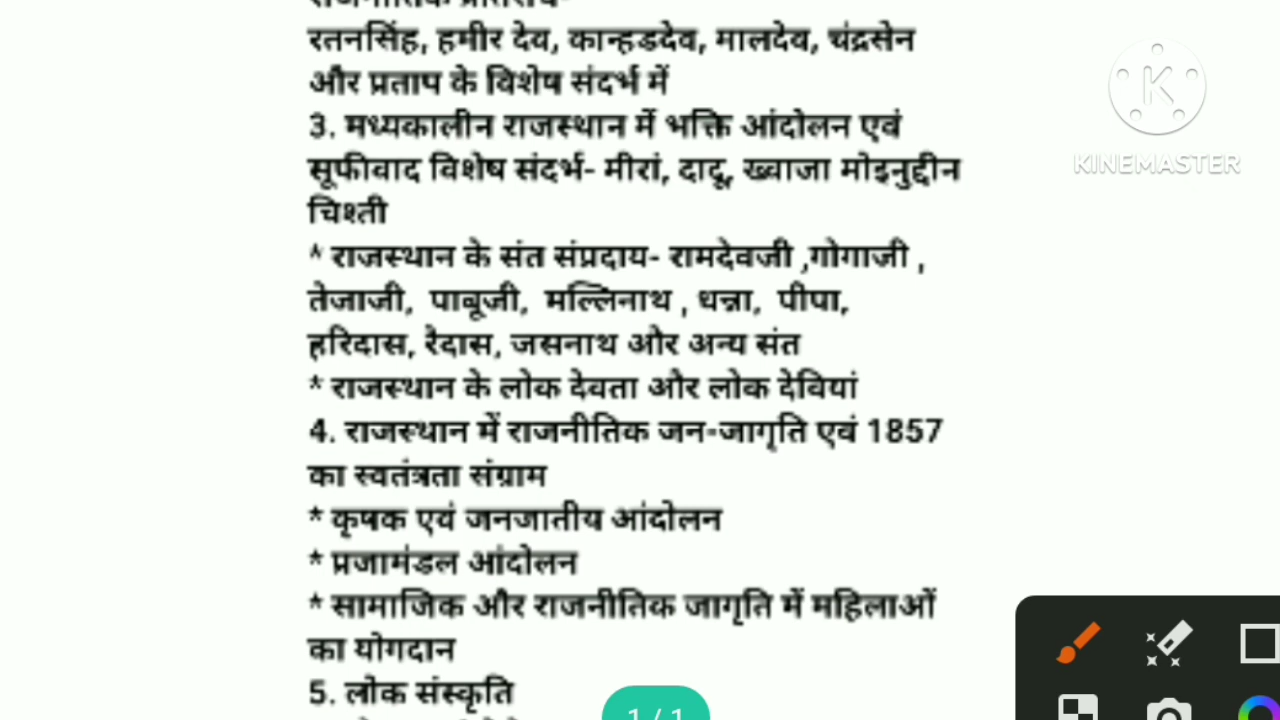 रतनसिंह, हमीर देव, कान्हडदेव, मालदेव, चंद्रसेन
और प्रताप के विशेष संदर्भ में
3. मध्यकालीन राजस्थान में भक्ति आंदोलन एवं
सूफीवाद विशेष संदर्भ- मीरां, दादू, ख्वाजा मोइनुद्दीन
चिश्ती
* राजस्थान के संत संप्रदाय- रामदेवजी ,गोगाजी ,
तेजाजी, पाबूजी, मल्लिनाथ , धन्ना, पीपा,
हरिदास, रैदास, जसनाथ और अन्य संत
* राजस्थान के लोक देवता और लोक देवियां
4. राजस्थान में राजनीतिक जन-जागृति एवं 1857
का स्वतंत्रता संग्राम
* कृषक एवं जनजातीय आंदोलन
* प्रजामंडल आंदोलन
* सामाजिक और राजनीतिक जागृति में महिलाओं
का योगदान
5. लोक संस्कृति
K
KINEMASTER
1 / 1